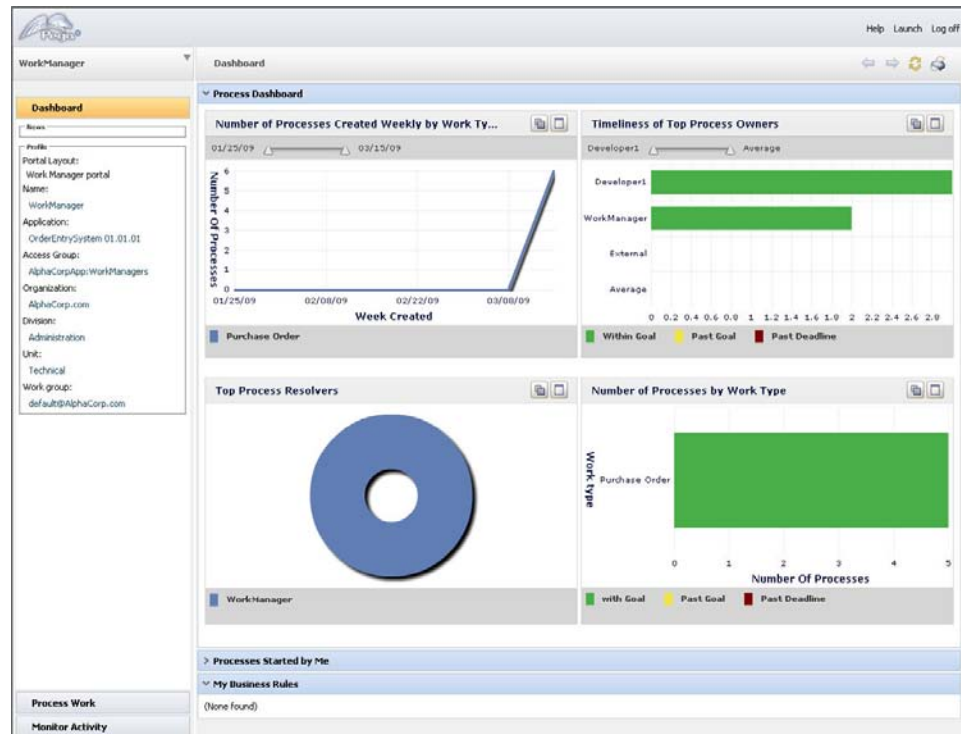 Help Launch Log off
WorkManager
Dashboard
Dashboard
News
Profile
Portal Layout:
Work Manager portal
Name:
WorkManager
Application:
OrderEntrySystem 01.01.01
Access Group:
AlphaCorpApp:WorkManagers
Organization:
AlphaCorp.com
Division:
Administration
Unit:
Technical
Work group:
default@AlphaCorp.com
Process Work
Monitor Activity
Process Dashboard
Number of Processes Created Weekly by Work Ty...
01/25/09 03/15/09
Number Of Processes
6
5
4
3
2
1
0
01/25/09 02/08/09 02/22/09 03/08/09
Week Created
Purchase Order
Timeliness of Top Process Owners
Developer1 Average
Developer1
WorkManager
External
Average
0 0.2 0.4 0.6 0.8 1 1.2 1.4 1.6 1.8 2 2.2 2.4 2.6 2.8
Within Goal Past Goal Past Deadline
Top Process Resolvers
WorkManager
Number of Processes by Work Type
Work type
Purchase Order
0 1 2 3 4 5
Number Of Processes
with Goal Past Goal Past Deadline
Processes Started by Me
My Business Rules
(None found)